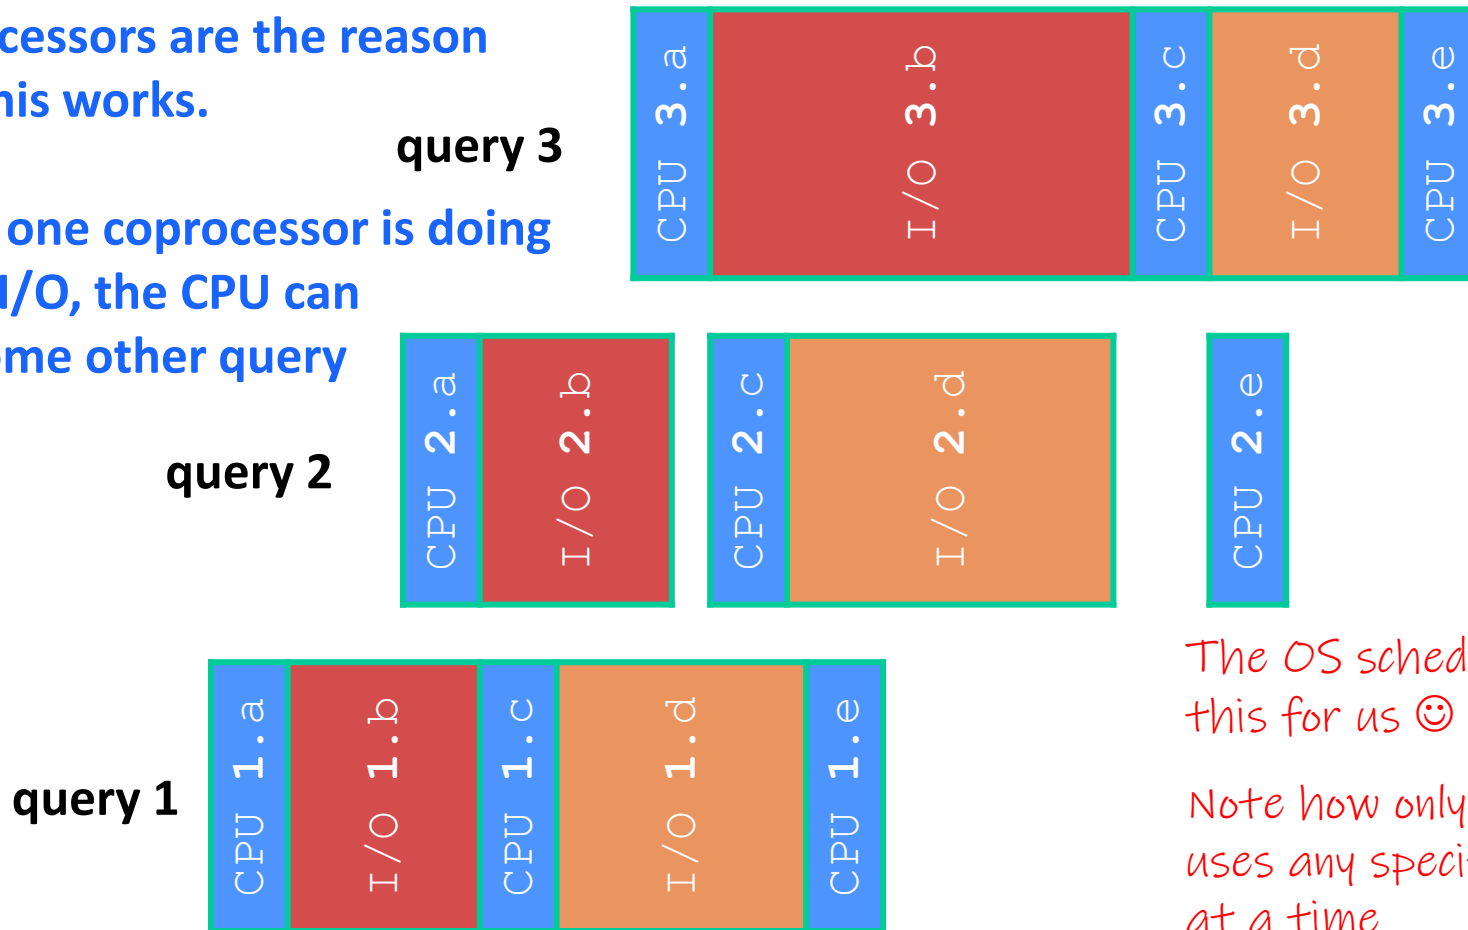 cessors are the reason
his works.
query 3
one coprocessor is doing
I/O, the CPU can
ome other query
CPU 3.a
I/O 3.b
CPU 3.c
I/O 3.d
CPU 3.e
query 2
CPU 2.a
I/O 2.b
CPU 2.c
I/O 2.d
CPU 2.e
query 1
CPU 1.a
I/O 1.b
CPU 1.c
I/O 1.d
CPU 1.e
The OS sched
this for us ☺
Note how only
uses any speci
at a time